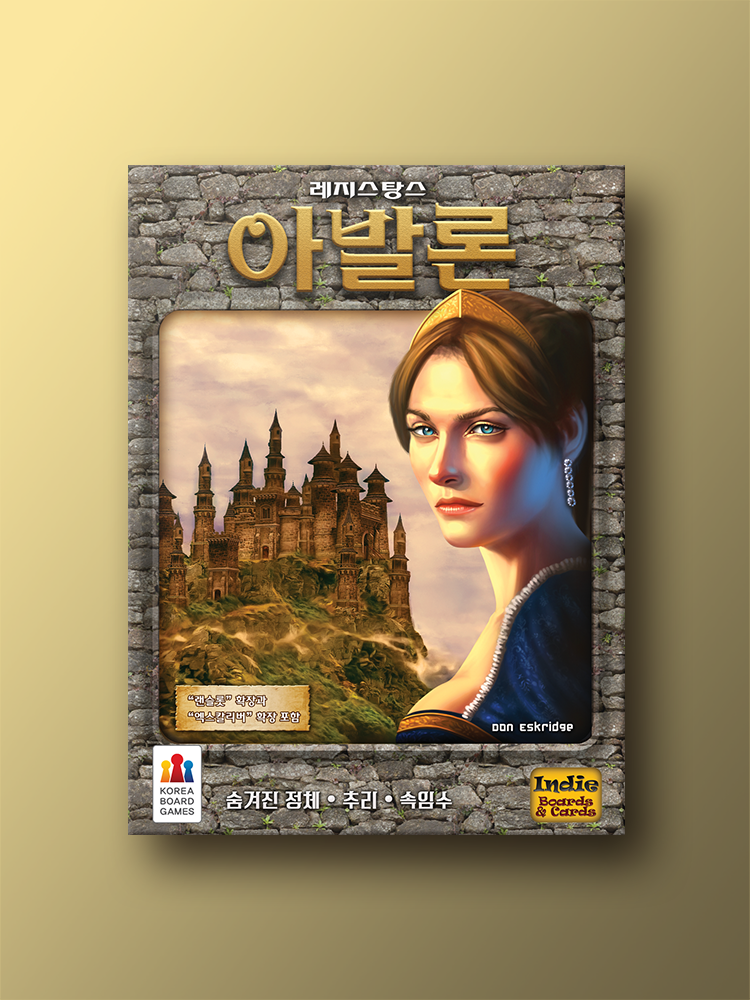 레지스탕스
아발론
“랜슬롯” 확장과
“엑스칼리버” 확장 포함
Don Eskridge
KOREA
BOARD
GAMES
숨겨진 정체 • 추리 • 속임수
Indie
Boards
& Cards